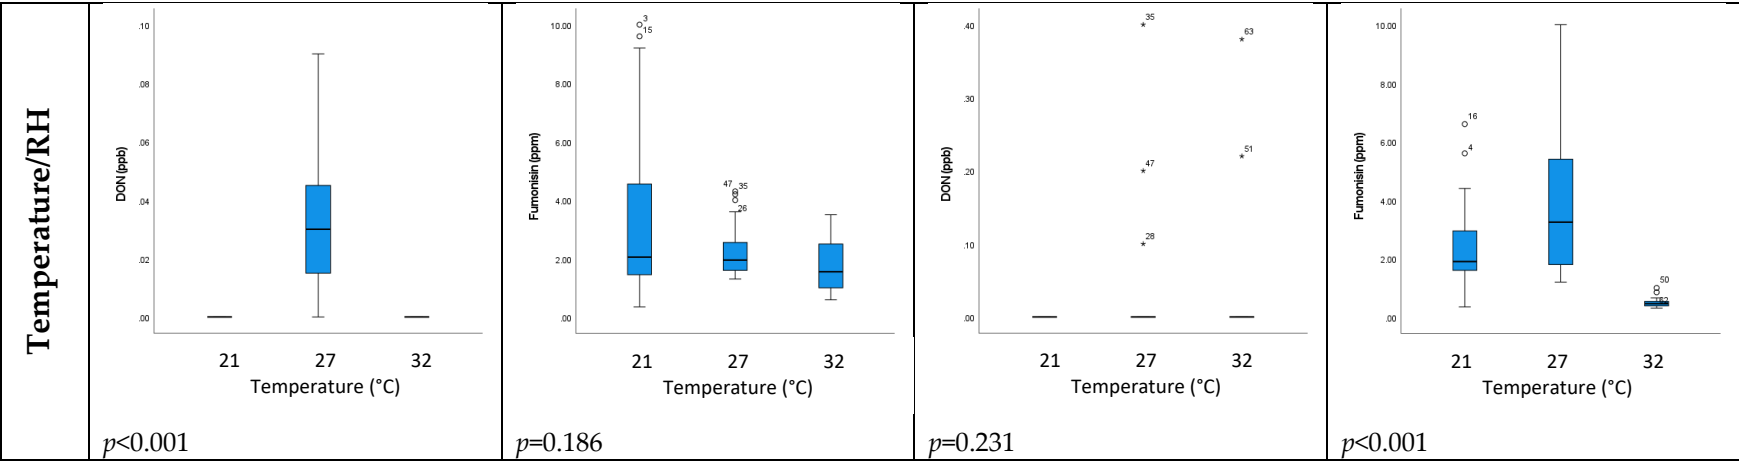 Temperature/RH
DON (ppb)
.10
.08
.06
.04
.02
.00
21 27 32
Temperature (°C)
p<0.001
Fumonisin (ppm)
10.00
8.00
6.00
4.00
2.00
.00
3
15
47 35
26
21 27 32
Temperature (°C)
p=0.186
DON (ppb)
.40
.30
.20
.10
.00
35
63
47
51
28
21 27 32
Temperature (°C)
p=0.231
Fumonisin (ppm)
10.00
8.00
6.00
4.00
2.00
.00
16
4
50
21 27 32
Temperature (°C)
p<0.001